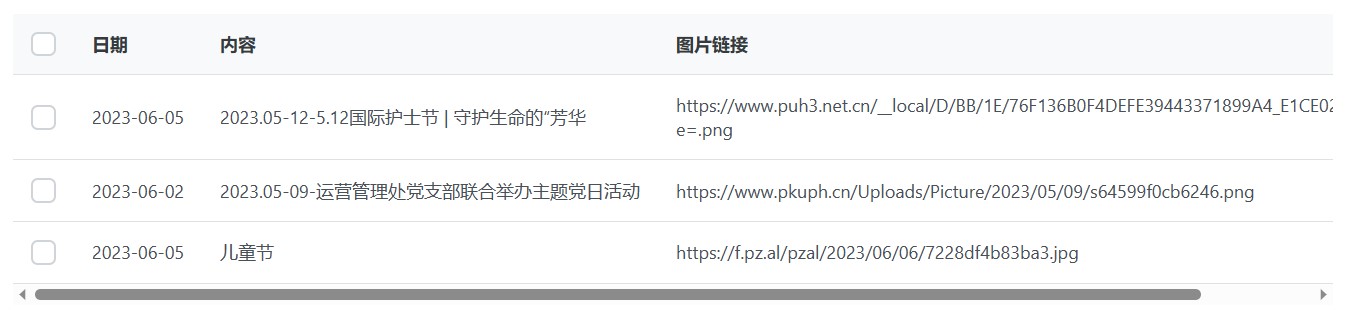 日期 内容 图片链接
2023-06-05 2023.05-12-5.12国际护士节 | 守护生命的“芳华 https://www.puh3.net.cn/__local/D/BB/1E/76F136B0F4DEFE39443371899A4_E1CE02
e=.png
2023-06-02 2023.05-09-运营管理处党支部联合举办主题党日活动 https://www.pkuph.cn/Uploads/Picture/2023/05/09/s64599f0cb6246.png
2023-06-05 儿童节 https://f.pz.al/pzal/2023/06/06/7228df4b83ba3.jpg